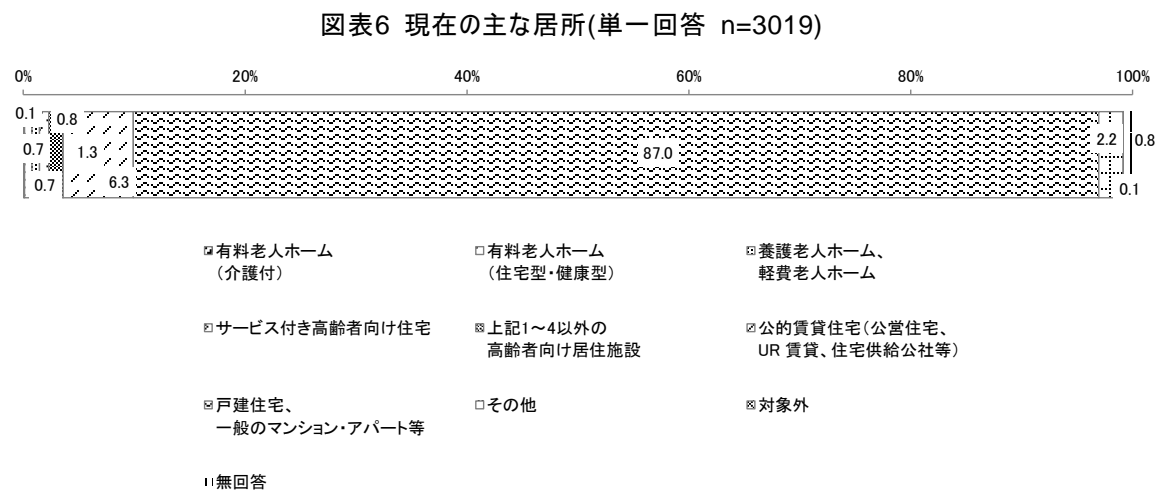 図表6 現在の主な居所(単一回答 n=3019)
0% 20% 40% 60% 80% 100%
0.1 0.8
0.7 1.3 87.0 2.2 0.8
0.7 6.3 0.1
有料老人ホーム
（介護付）
有料老人ホーム
（住宅型・健康型）
養護老人ホーム、
軽費老人ホーム
サービス付き高齢者向け住宅
上記1～4以外の
高齢者向け居住施設
公的賃貸住宅（公営住宅、
UR 賃貸、住宅供給公社等）
戸建住宅、
一般のマンション・アパート等
その他
対象外
無回答